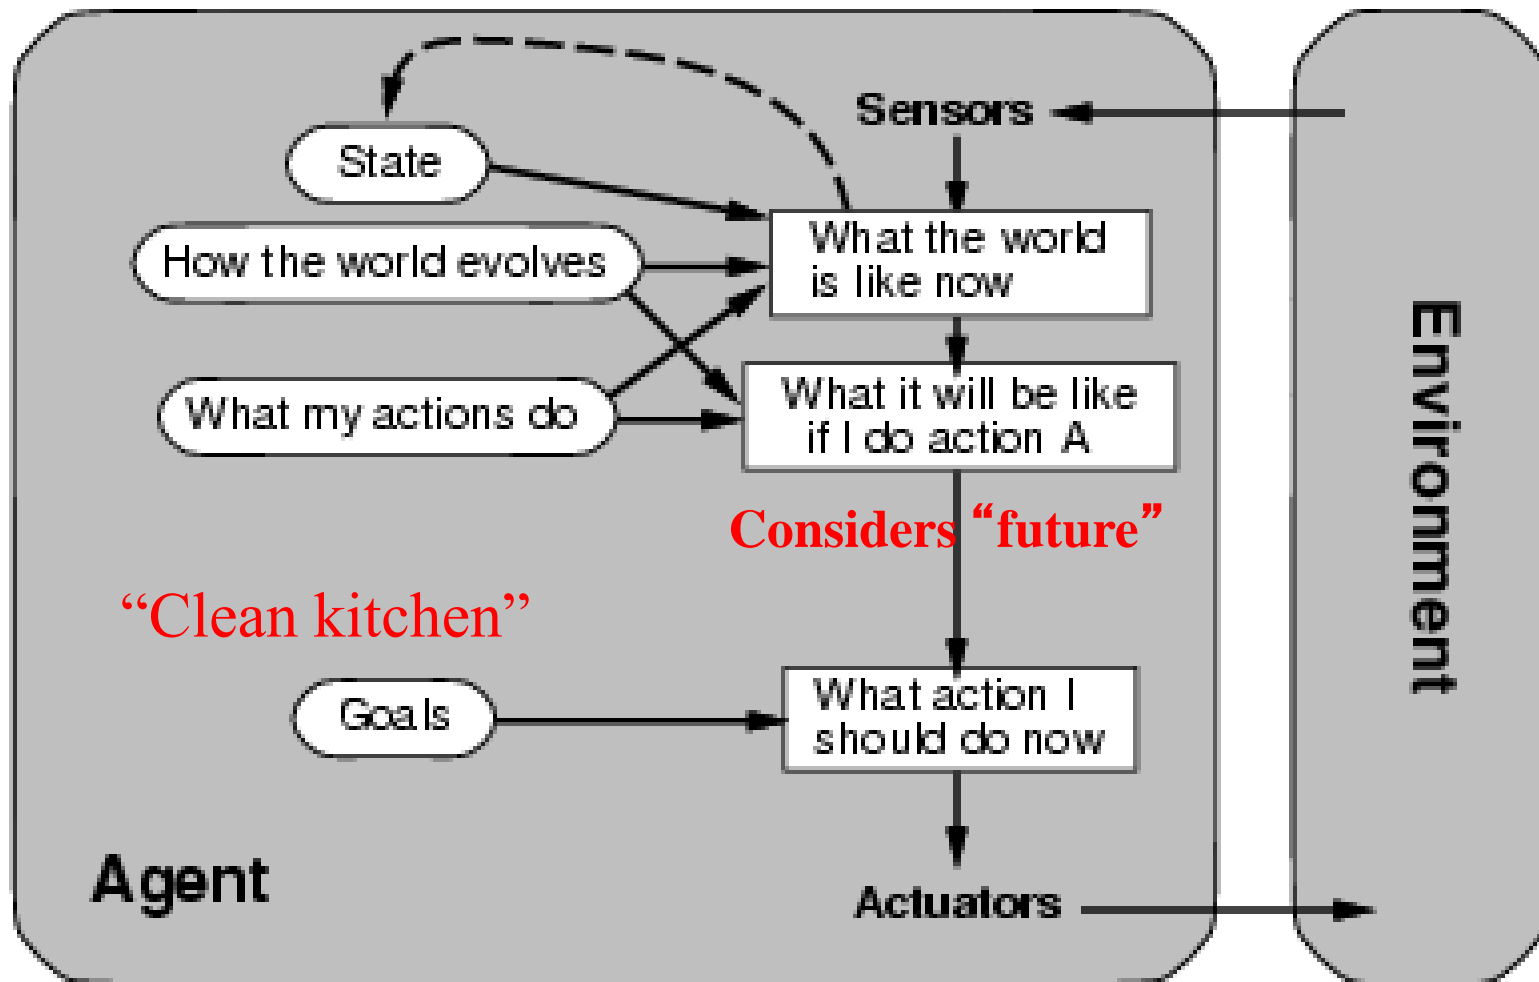 Sensors
State
What the world
is like now
How the world evolves
What my actions do
What it will be like
if I do action A
Considers “future”
“Clean kitchen”
Goals
What action I
should do now
Agent
Actuators
Environment